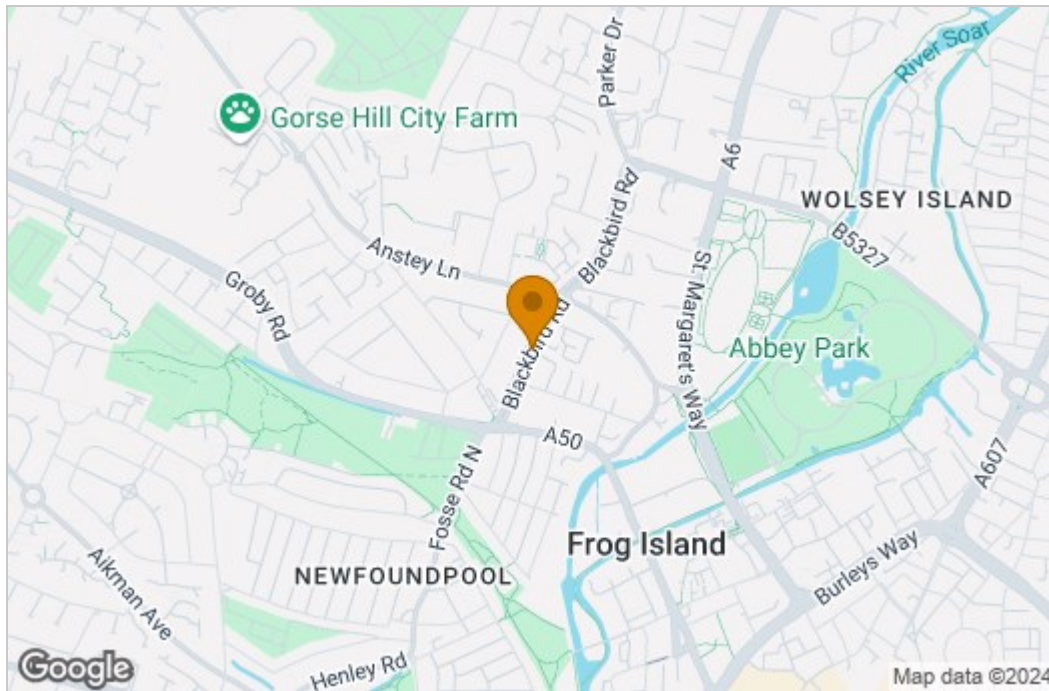 Parker Dr
River Soar
Gorse Hill City Farm
A6
Blackbird Rd
WOLSEY ISLAND
B5327
Anstey Ln
St. Margaret's Way
Groby Rd
Blackbird Rd
Abbey Park
A50
A607
Fosse Rd N
Frog Island
Burleys Way
NEWFOUNDPOOL
Aikman Ave
Henley Rd
Google
Map data ©2024